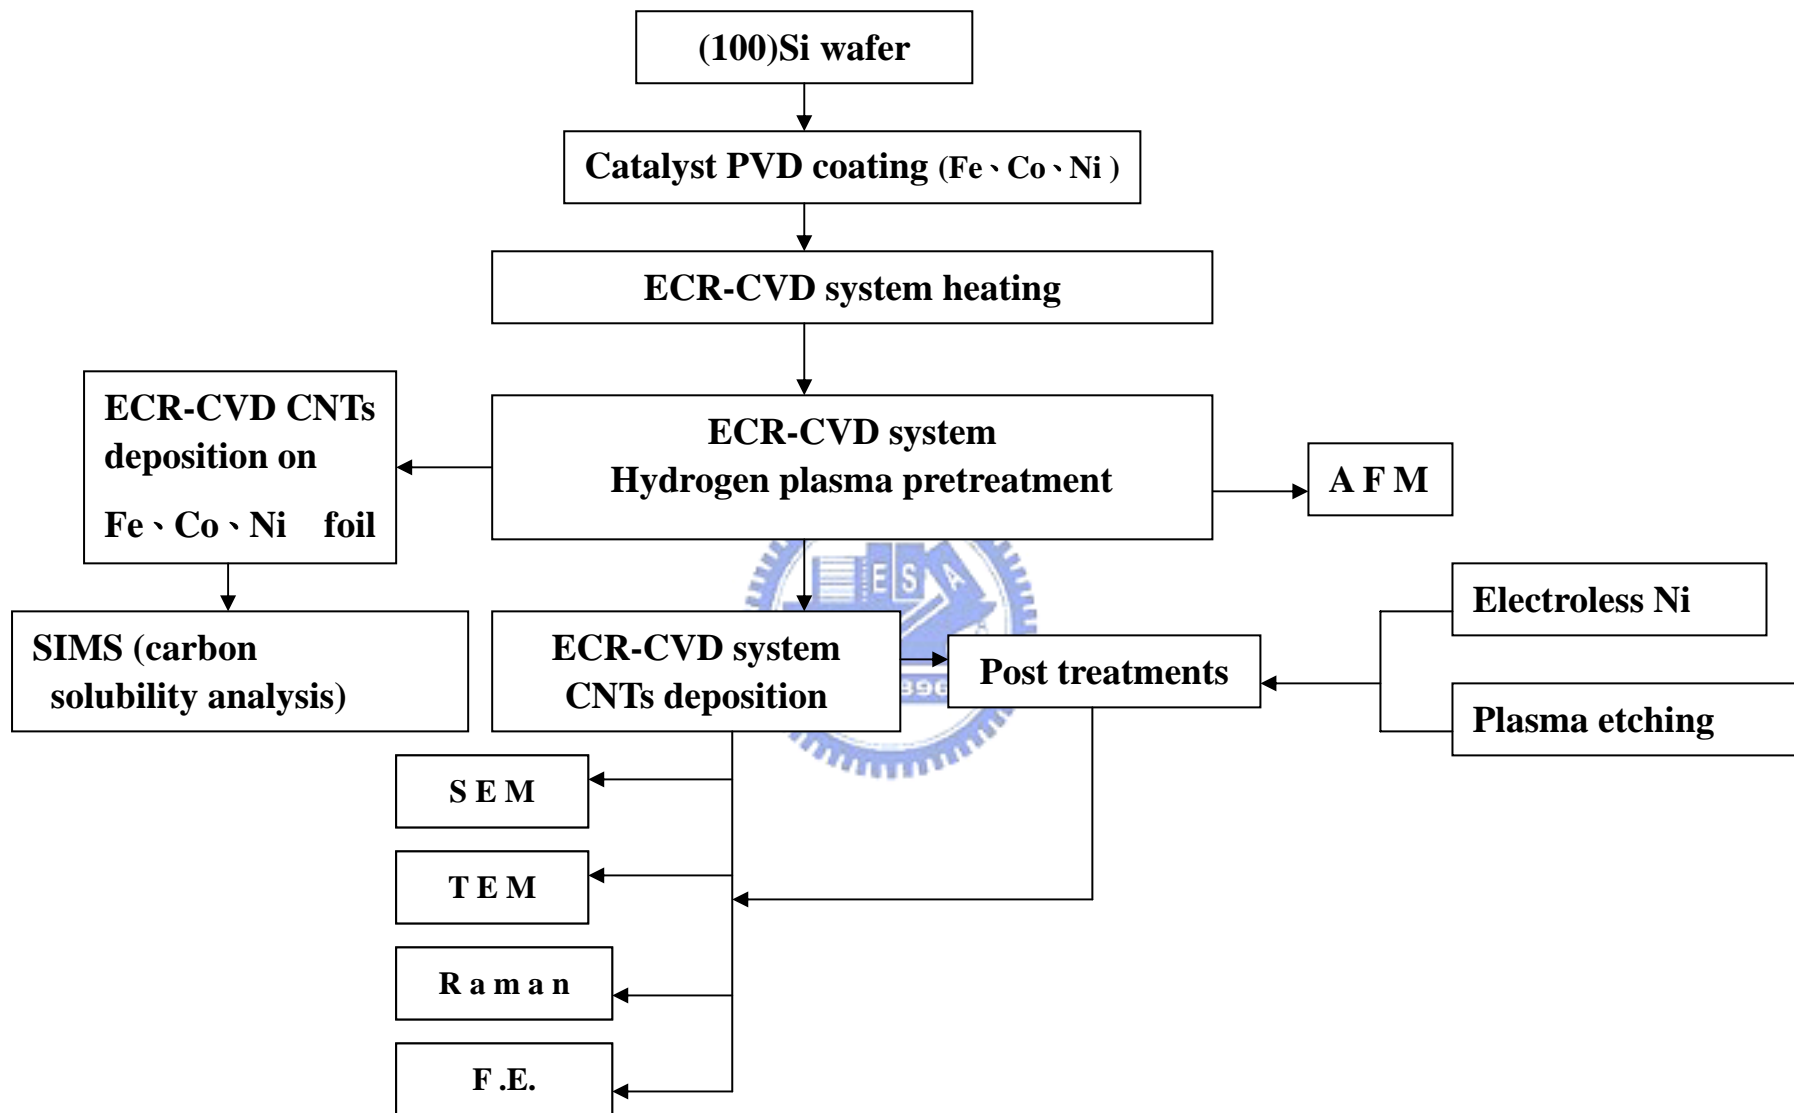 (100)Si wafer
Catalyst PVD coating (Fe、Co、Ni )
ECR-CVD system heating
ECR-CVD CNTs
deposition on
Fe、Co、Ni foil
ECR-CVD system
Hydrogen plasma pretreatment
A F M
E S A
SIMS (carbon
solubility analysis)
ECR-CVD system
CNTs deposition
Post treatments
896
Electroless Ni
Plasma etching
S E M
T E M
R a m a n
F .E.